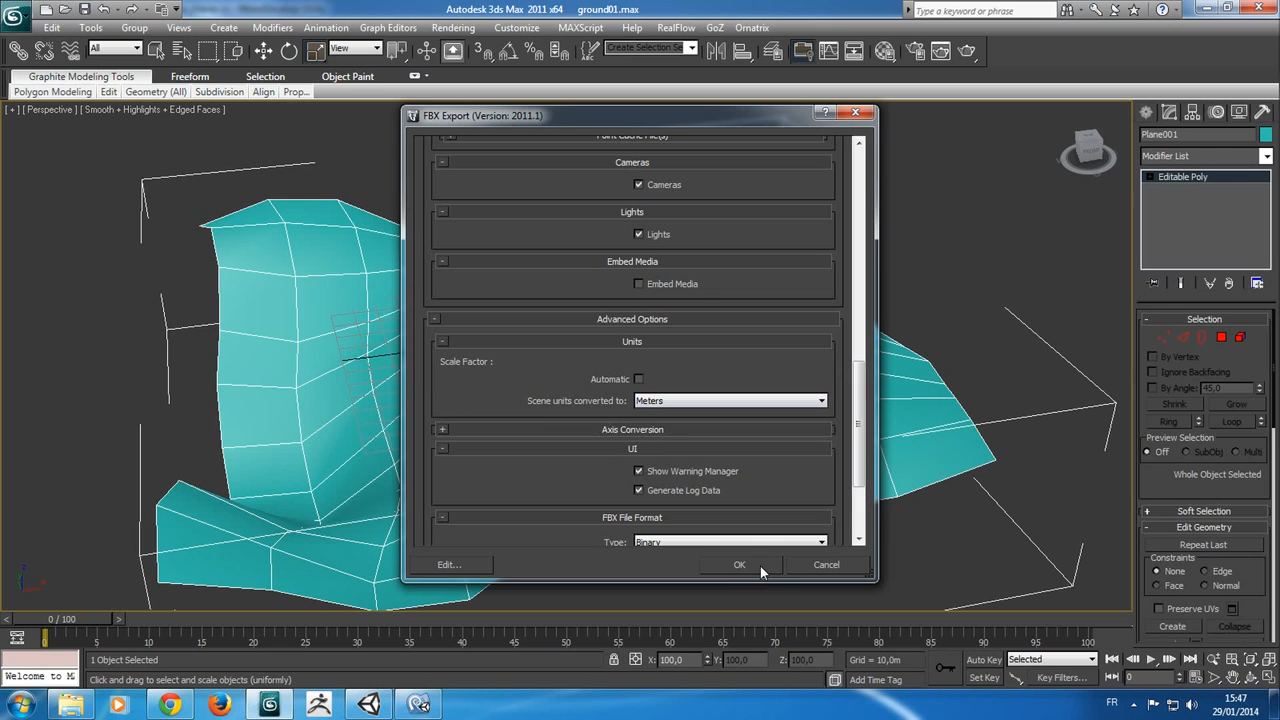 Autodesk 3ds Max 2011 x64 ground01.max
Type a keyword or phrase
Edit Tools Group Views Create Modifiers Animation Graph Editors Rendering Customize MAXScript Help RealFlow GoZ Ornatrix
All View Create Selection Se
Graphite Modeling Tools Freeform Selection Object Paint
Polygon Modeling Edit Geometry (All) Subdivision Align Prop...
[ + ] [ Perspective ] [ Smooth + Highlights + Edged Faces ]
FBX Export (Version: 2011.1)
Point Cache File(s)
Cameras
Cameras
Lights
Lights
Embed Media
Embed Media
Advanced Options
Units
Scale Factor :
Automatic
Scene units converted to: Meters
Axis Conversion
UI
Show Warning Manager
Generate Log Data
FBX File Format
Type: Binary
Edit... OK Cancel
Plane001
Modifier List
Editable Poly
Selection
By Vertex
Ignore Backfacing
By Angle: 45,0
Shrink Grow
Ring Loop
Preview Selection
Off SubObj Multi
Whole Object Selected
Soft Selection
Edit Geometry
Repeat Last
Constraints
None Edge
Face Normal
Preserve UVs
Create Collapse
0 / 100
0 5 10 15 20 25 30 35 40 45 50 55 60 65 70 75 80 85 90 95 100
1 Object Selected X: 100,0 Y: 100,0 Z: 100,0 Grid = 10,0m Auto Key Selected
Welcome to M Click and drag to select and scale objects (uniformly) Add Time Tag Set Key Key Filters... 0
FR 15:47
29/01/2014